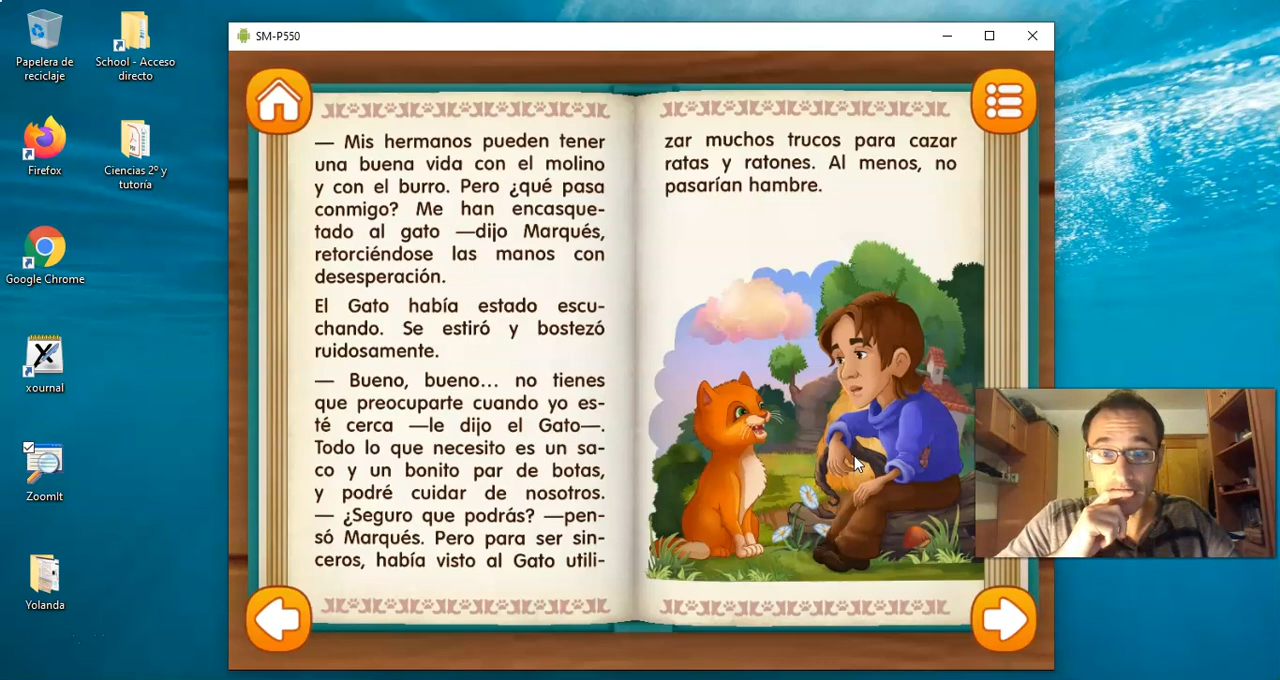 Papelera de
reciclaje
School - Acceso
directo
Firefox
Ciencias 2º y
tutoria
Google Chrome
xournal
ZoomIt
Yolanda
SM-P550
— Mis hermanos pueden tener
una buena vida con el molino
y con el burro. Pero ¿qué pasa
conmigo? Me han encasque-
tado al gato —dijo Marqués,
retorciéndose las manos con
desesperación.
El Gato había estado escu-
chando. Se estiró y bostezó
ruidosamente.
— Bueno, bueno... no tienes
que preocuparte cuando yo es-
té cerca —le dijo el Gato—.
Todo lo que necesito es un sa-
co y un bonito par de botas,
y podré cuidar de nosotros.
— ¿Seguro que podrás? —pen-
só Marqués. Pero para ser sin-
ceros, había visto al Gato utili-
zar muchos trucos para cazar
ratas y ratones. Al menos, no
pasarían hambre.